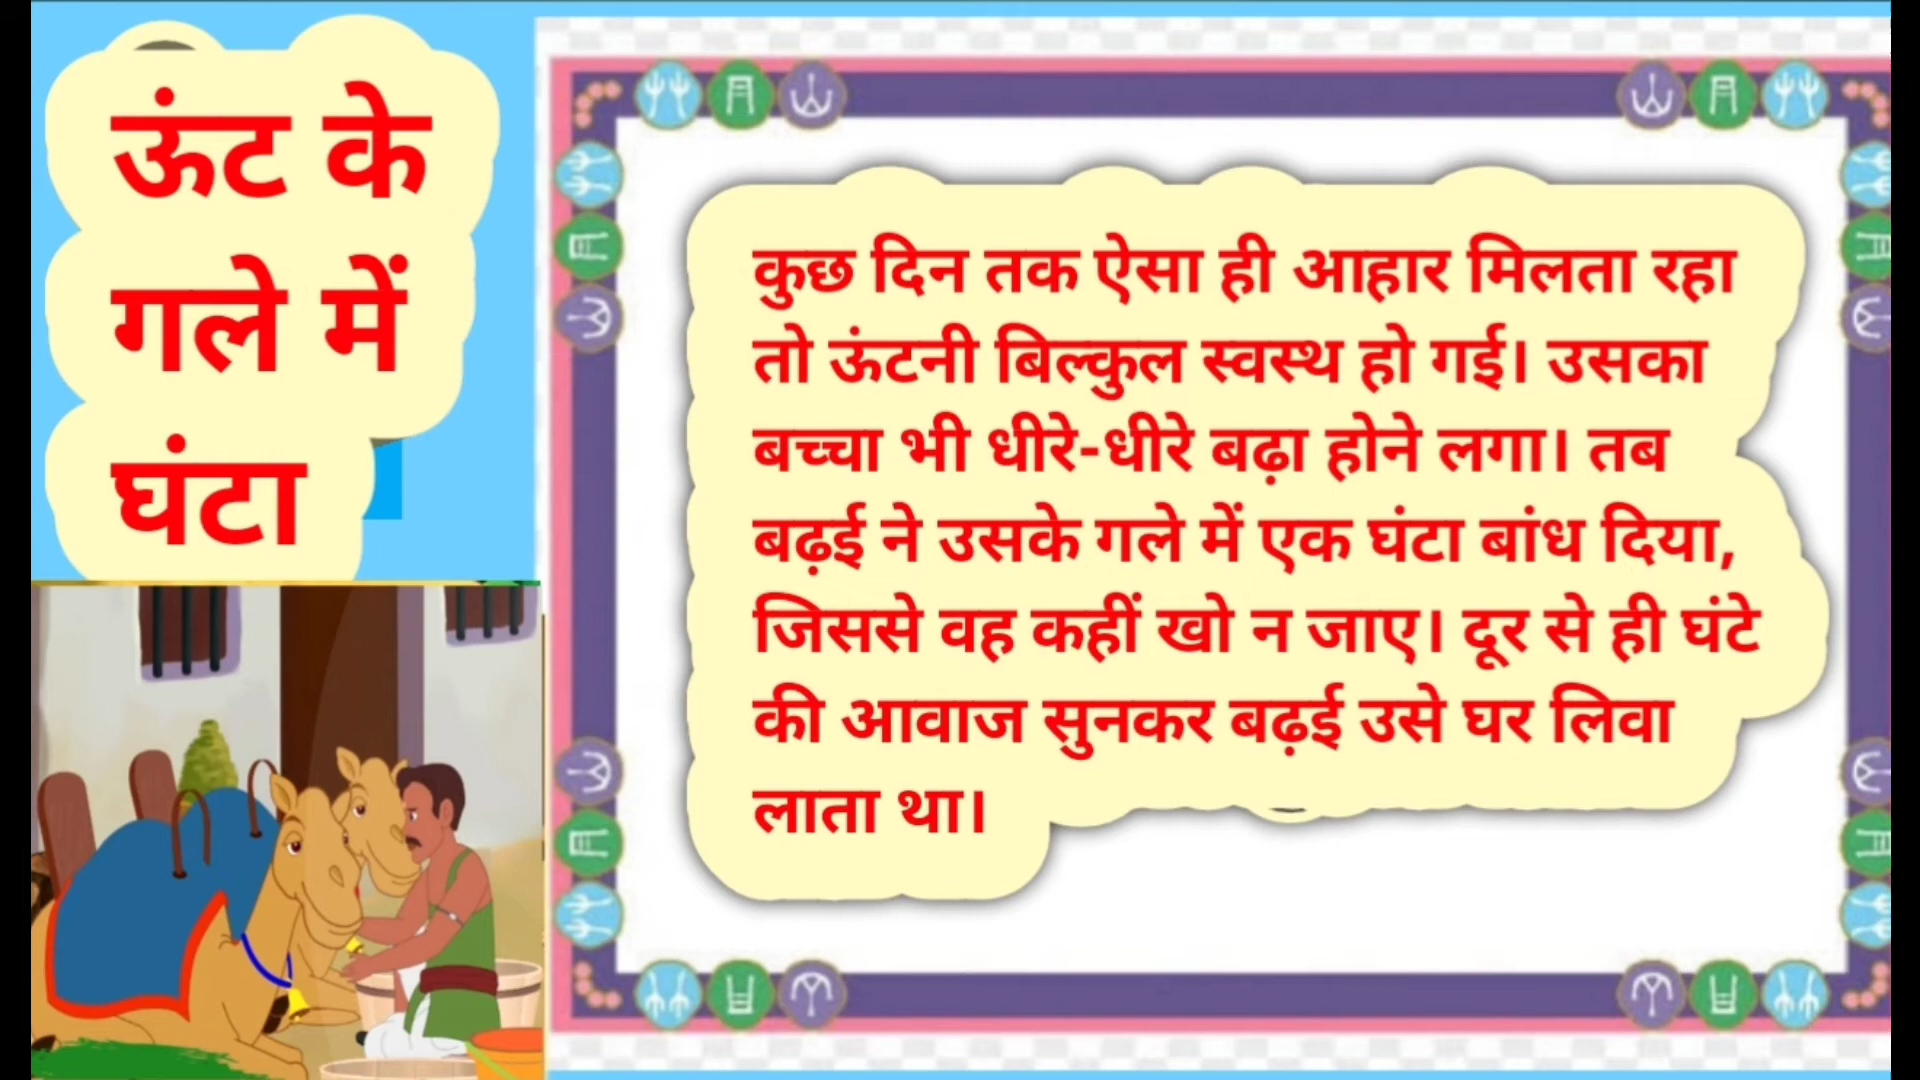 ऊंट के
गले में
घंटा
कुछ दिन तक ऐसा ही आहार मिलता रहा
तो ऊंटनी बिल्कुल स्वस्थ हो गई। उसका
बच्चा भी धीरे-धीरे बढ़ा होने लगा। तब
बढ़ई ने उसके गले में एक घंटा बांध दिया,
जिससे वह कहीं खो न जाए। दूर से ही घंटे
की आवाज सुनकर बढ़ई उसे घर लिवा
लाता था।